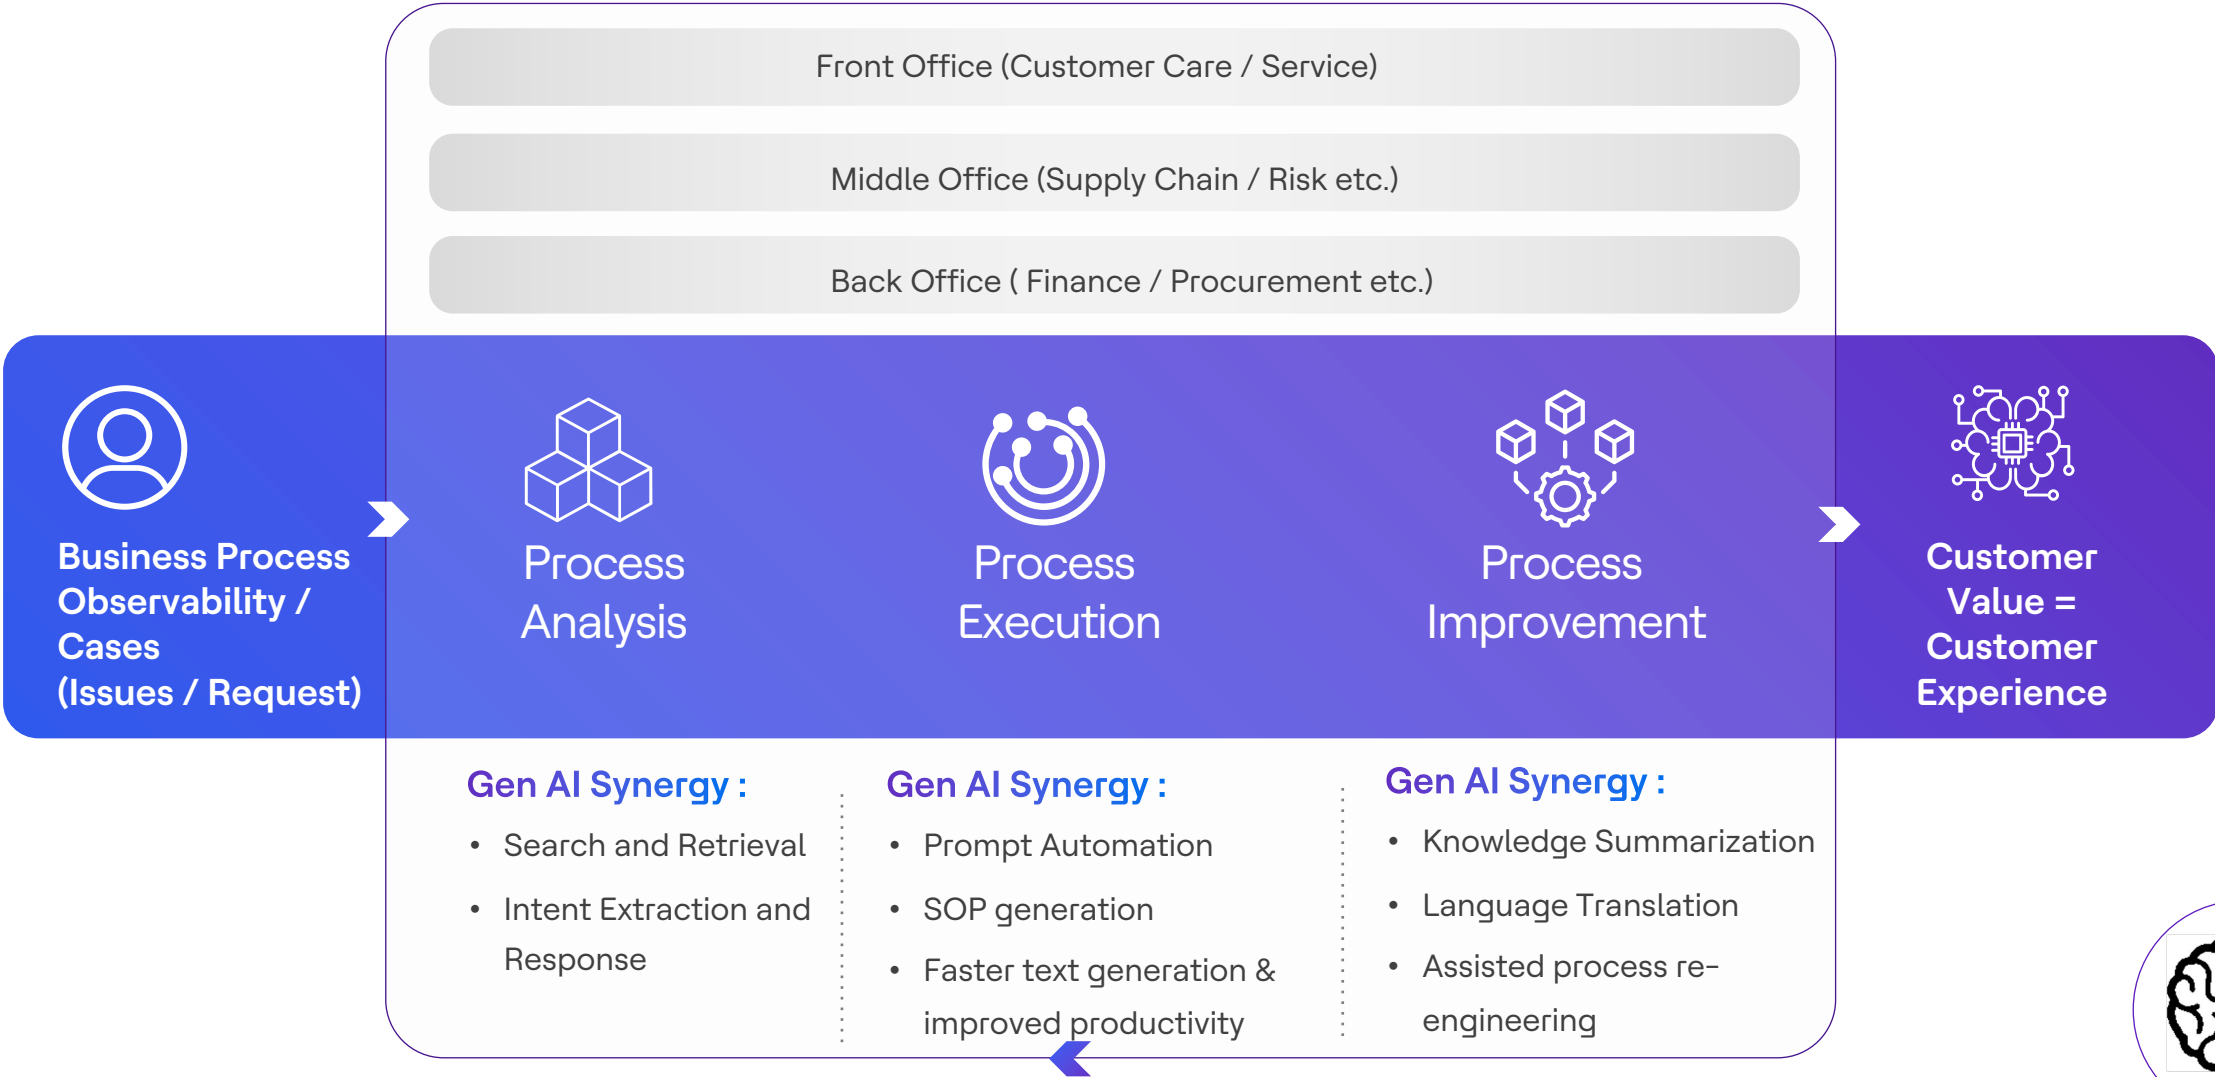 Front Office (Customer Care / Service)
Middle Office (Supply Chain / Risk etc.)
Back Office ( Finance / Procurement etc.)
Business Process
Observability /
Cases
(Issues / Request)
Process
Analysis
Process
Execution
Process
Improvement
Customer
Value =
Customer
Experience
Gen AI Synergy :
• Search and Retrieval
• Intent Extraction and
Response
Gen AI Synergy :
• Prompt Automation
• SOP generation
• Faster text generation &
improved productivity
Gen AI Synergy :
• Knowledge Summarization
• Language Translation
• Assisted process re-
engineering